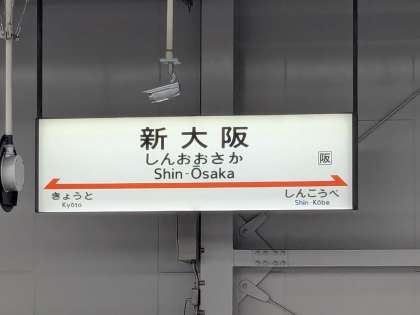 新大阪
しんおおさか
阪
Shin-Ōsaka
きょうと
しんこうべ
Kyōto
Shin-Kōbe